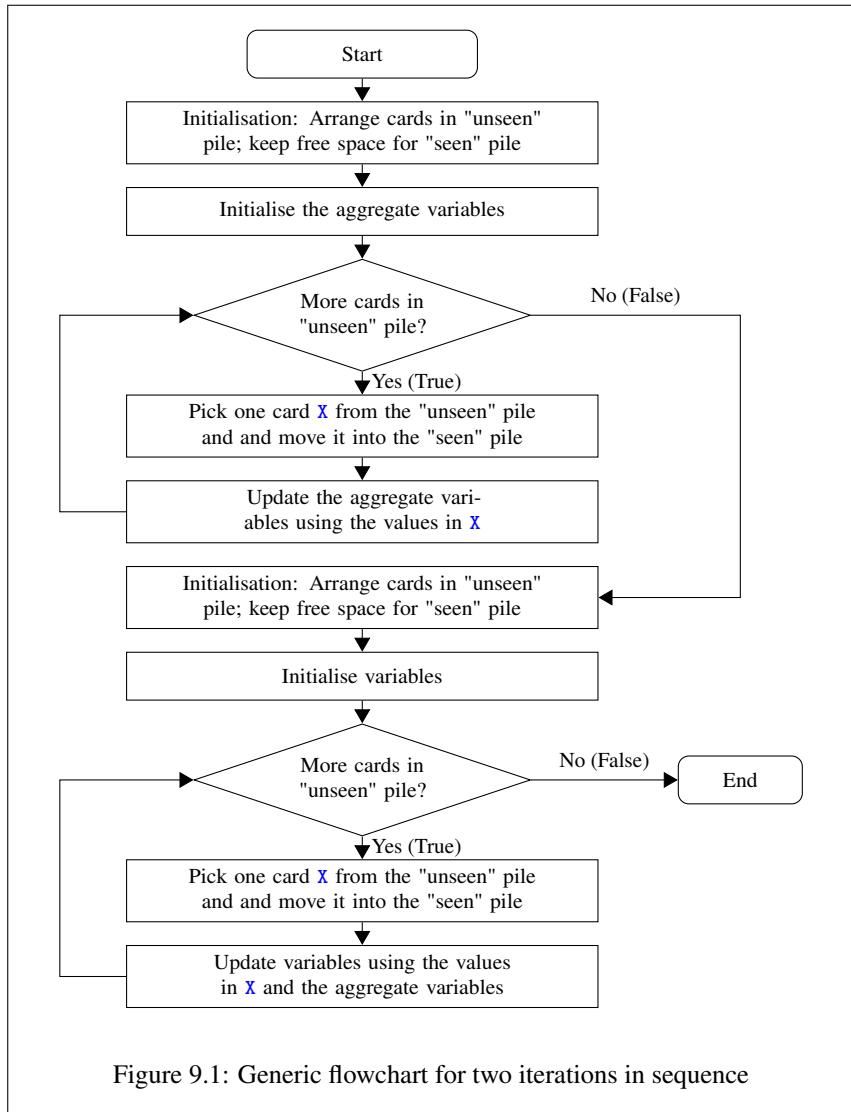 Start
Initialisation: Arrange cards in "unseen"
pile; keep free space for "seen" pile
Initialise the aggregate variables
More cards in
"unseen" pile?
No (False)
Yes (True)
Pick one card X from the "unseen" pile
and and move it into the "seen" pile
Update the aggregate vari-
ables using the values in X
Initialisation: Arrange cards in "unseen"
pile; keep free space for "seen" pile
Initialise variables
More cards in
"unseen" pile?
No (False)
End
Yes (True)
Pick one card X from the "unseen" pile
and and move it into the "seen" pile
Update variables using the values
in X and the aggregate variables
Figure 9.1: Generic flowchart for two iterations in sequence